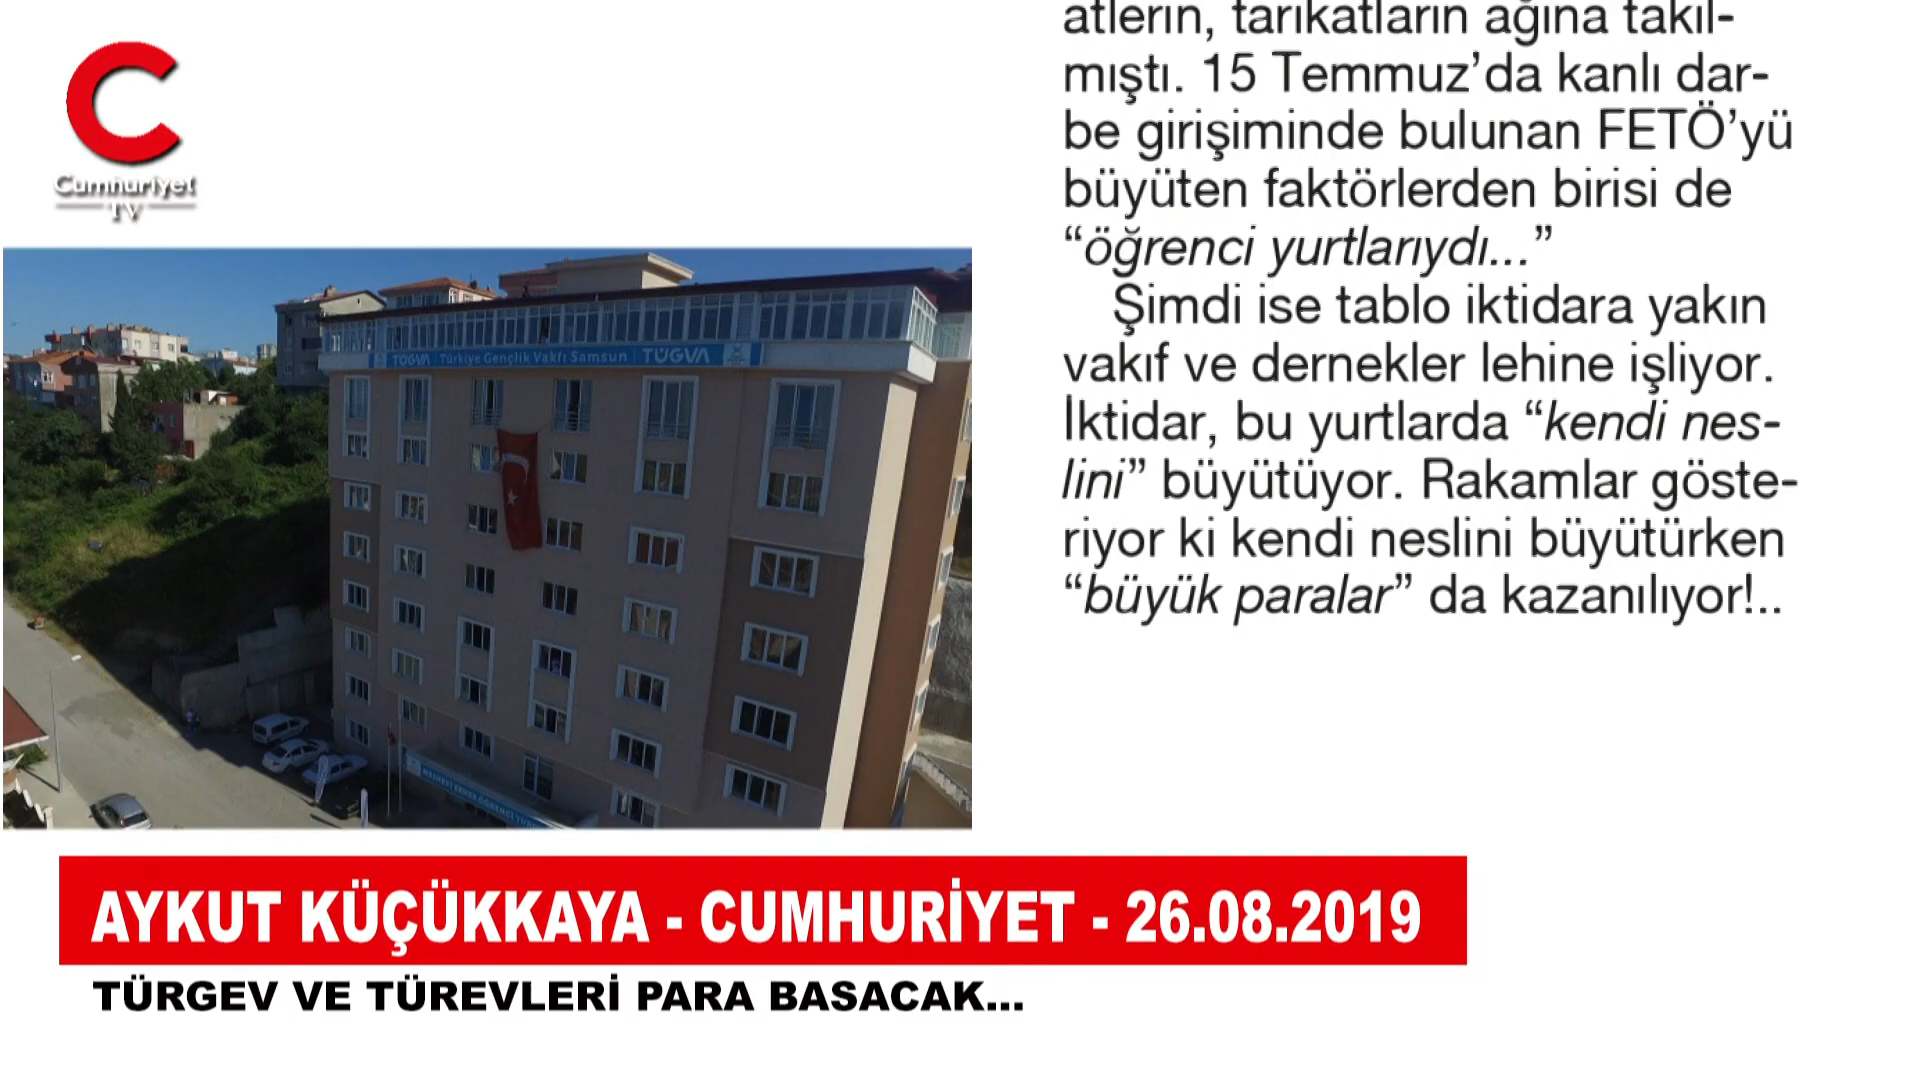 C
Cumhuriyet
TV
atlerin, tarikatların ağına takıl-
mıştı. 15 Temmuz’da kanlı dar-
be girişiminde bulunan FETÖ’yü
büyüten faktörlerden birisi de
“öğrenci yurtlarıydı...”
Şimdi ise tablo iktidara yakın
vakıf ve dernekler lehine işliyor.
İktidar, bu yurtlarda “kendi nes-
lini” büyütüyor. Rakamlar göste-
riyor ki kendi neslini büyütürken
“büyük paralar” da kazanılıyor!..
TÜGVA Türkiye Gençlik Vakfı Samsun TÜGVA
ÖĞRENCİ
AYKUT KÜÇÜKKAYA - CUMHURİYET - 26.08.2019
TÜRGEV VE TÜREVLERİ PARA BASACAK...